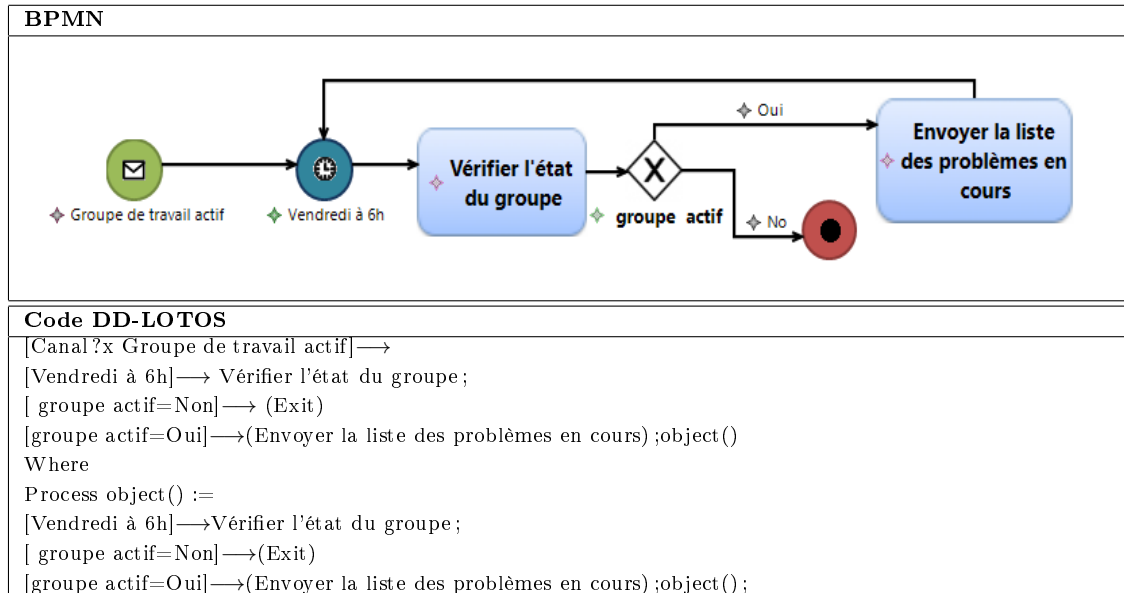 BPMN
Oui
Envoyer la liste
des problèmes en
cours
Vérifier l'état
du groupe
X
Groupe de travail actif
Vendredi à 6h
groupe actif
No
Code DD-LOTOS
[Canal ?x Groupe de travail actif]⟶
[Vendredi à 6h]⟶ Vérifier l'état du groupe ;
[ groupe actif=Non]⟶ (Exit)
[groupe actif=Oui]⟶(Envoyer la liste des problèmes en cours) ;object()
Where
Process object() :=
[Vendredi à 6h]⟶Vérifier l'état du groupe ;
[ groupe actif=Non]⟶(Exit)
[groupe actif=Oui]⟶(Envoyer la liste des problèmes en cours) ;object() ;